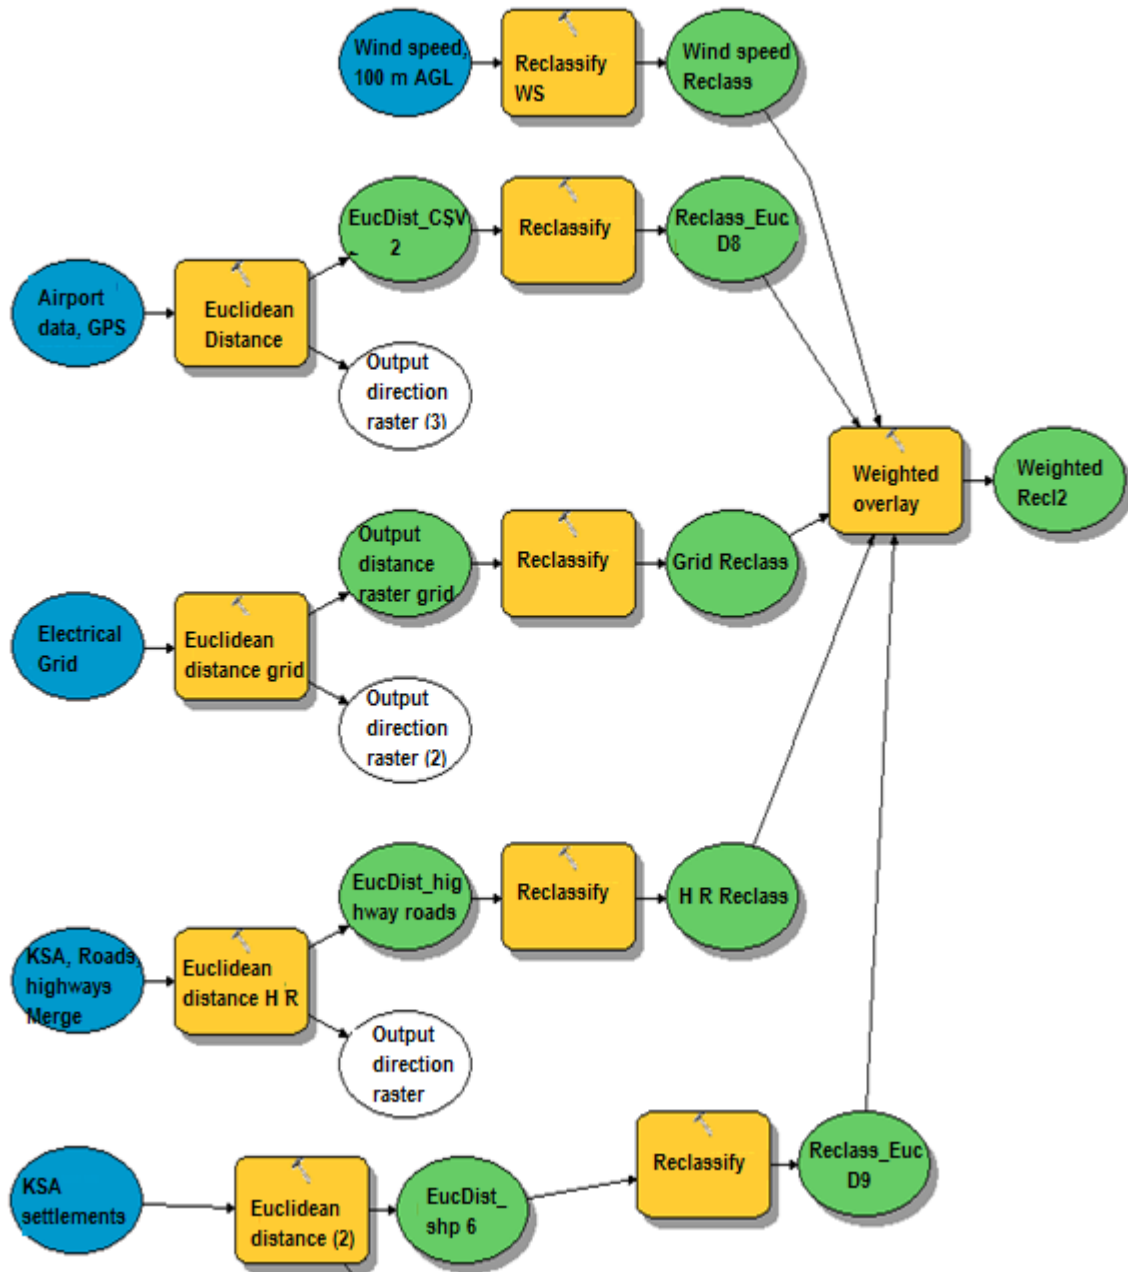 Wind speed,
100 m AGL
Reclassify
WS
Wind speed
Reclass
EucDist_CSV
2
Reclassify
Reclass_Euc
D8
Airport
data, GPS
Euclidean
Distance
Output
direction
raster (3)
Weighted
overlay
Weighted
Recl2
Output
distance
raster grid
Reclassify
Grid Reclass
Electrical
Grid
Euclidean
distance grid
Output
direction
raster (2)
EucDist_hig
hway roads
Reclassify
H R Reclass
KSA, Roads,
highways
Merge
Euclidean
distance H R
Output
direction
raster
KSA
settlements
Euclidean
distance (2)
EucDist_
shp 6
Reclassify
Reclass_Euc
D9